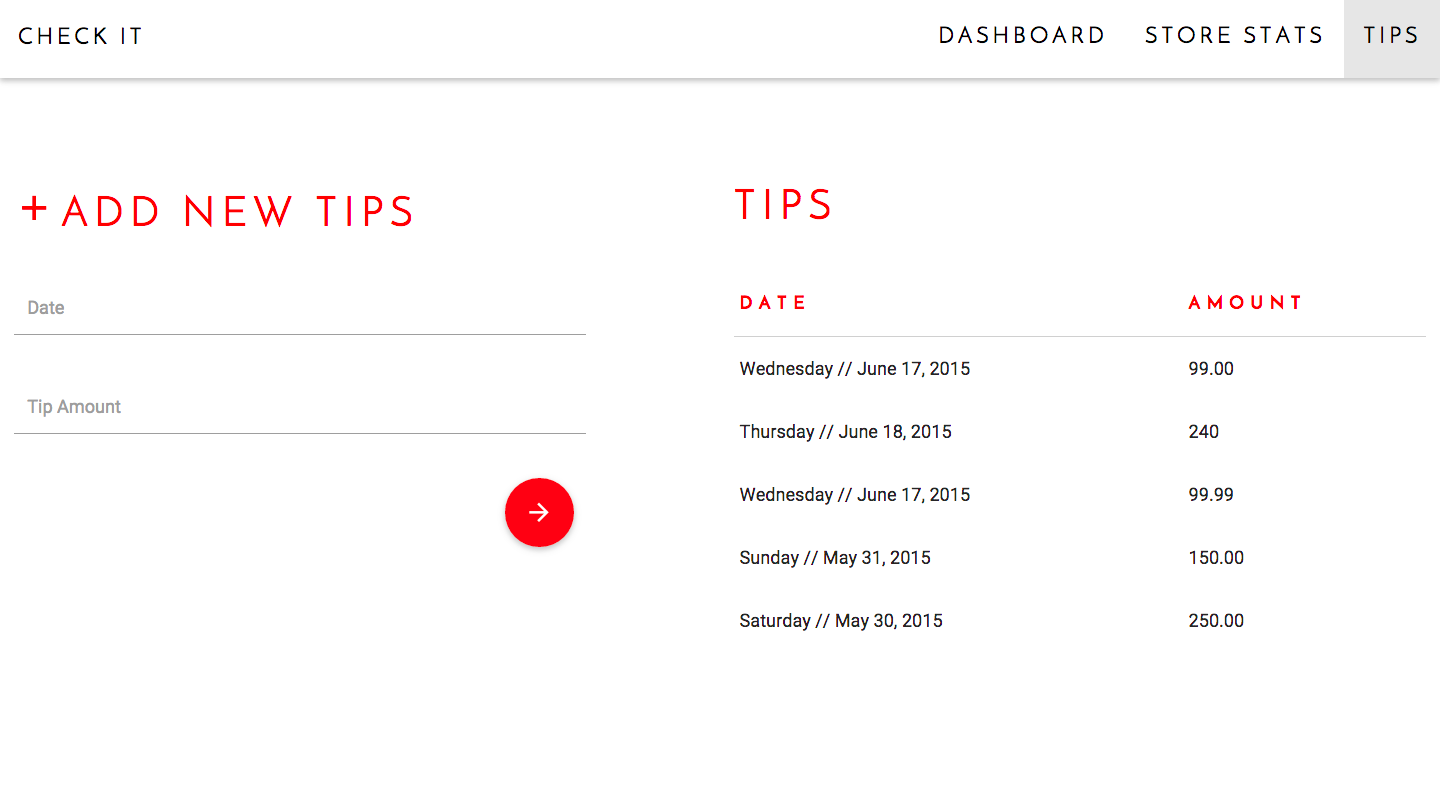 CHECK IT
DASHBOARD STORE STATS TIPS
+ ADD NEW TIPS
Date
Tip Amount
TIPS
DATE AMOUNT
Wednesday // June 17, 2015 99.00
Thursday // June 18, 2015 240
Wednesday // June 17, 2015 99.99
Sunday // May 31, 2015 150.00
Saturday // May 30, 2015 250.00